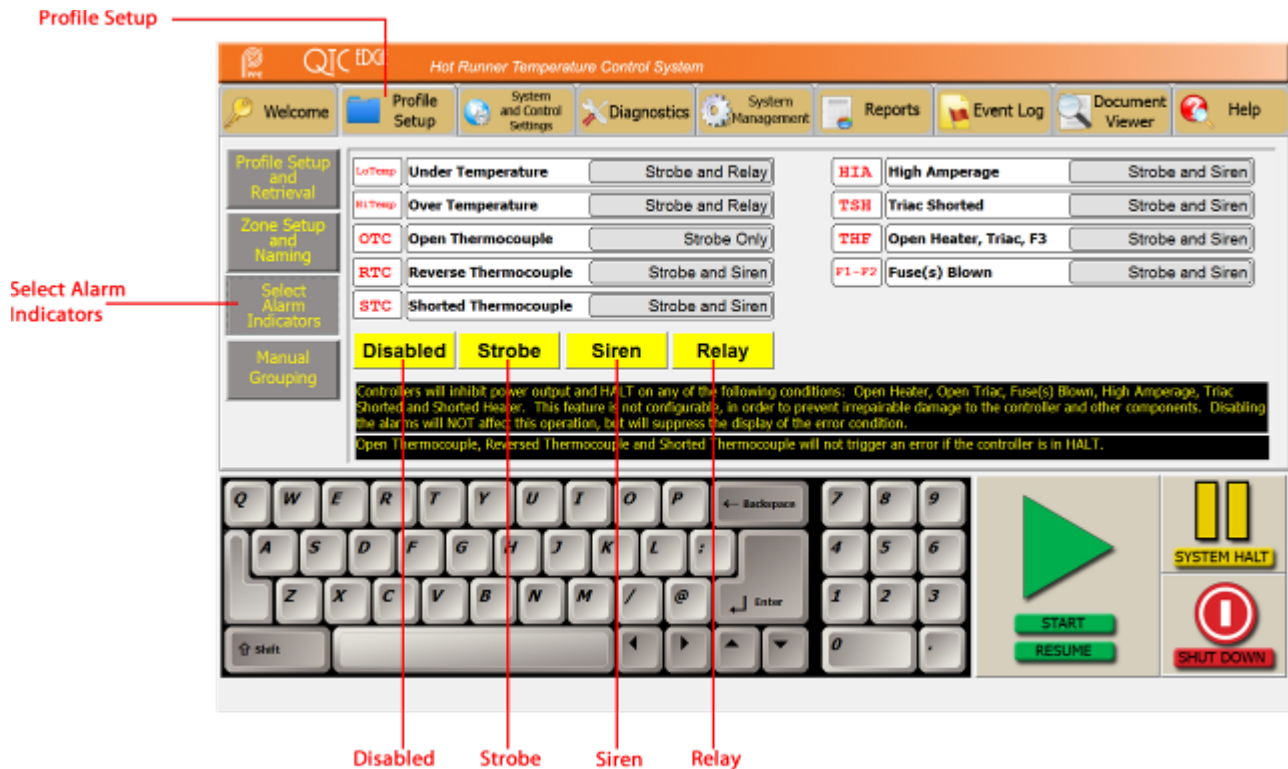 Profile Setup
PPE
QTC EDGE Hot Runner Temperature Control System
Welcome
Profile
Setup
System
and Control
Settings
Diagnostics
System
Management
Reports
Event Log
Document
Viewer
Help
Profile Setup
and
Retrieval
Zone Setup
and
Naming
Select
Alarm
Indicators
Manual
Grouping
Select Alarm
Indicators
LoTemp Under Temperature Strobe and Relay
HiTemp Over Temperature Strobe and Relay
OTC Open Thermocouple Strobe Only
RTC Reverse Thermocouple Strobe and Siren
STC Shorted Thermocouple Strobe and Siren
HIA High Amperage Strobe and Siren
TSH Triac Shorted Strobe and Siren
THF Open Heater, Triac, F3 Strobe and Siren
F1-F2 Fuse(s) Blown Strobe and Siren
Disabled Strobe Siren Relay
Controllers will inhibit power output and HALT on any of the following conditions: Open Heater, Open Triac, Fuse(s) Blown, High Amperage, Triac
Shorted and Shorted Heater. This feature is not configurable, in order to prevent irrepairable damage to the controller and other components. Disabling
the alarms will NOT affect this operation, but will suppress the display of the error condition.
Open Thermocouple, Reversed Thermocouple and Shorted Thermocouple will not trigger an error if the controller is in HALT.
Q W E R T Y U I O P ← Backspace 7 8 9
A S D F G H J K L : 4 5 6
Z X C V B N M / @ Enter 1 2 3
Shift 0 .
START
RESUME
SYSTEM HALT
SHUT DOWN
Disabled Strobe Siren Relay